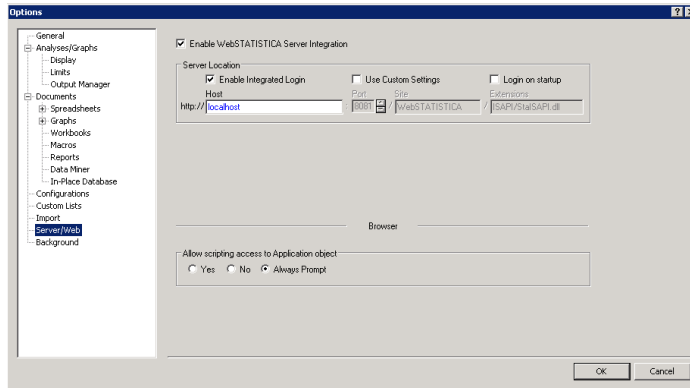 Options
General
Analyses/Graphs
Display
Limits
Output Manager
Documents
Spreadsheets
Graphs
Workbooks
Macros
Reports
Data Miner
In-Place Database
Configurations
Custom Lists
Import
Server/Web
Background
Enable WebSTATISTICA Server Integration
Server Location
Enable Integrated Login Use Custom Settings Login on startup
Host Port Site Extensions
http:// localhost : 8081 / WebSTATISTICA / ISAPI/StaISAPI.dll
Browser
Allow scripting access to Application object
Yes No Always Prompt
OK Cancel